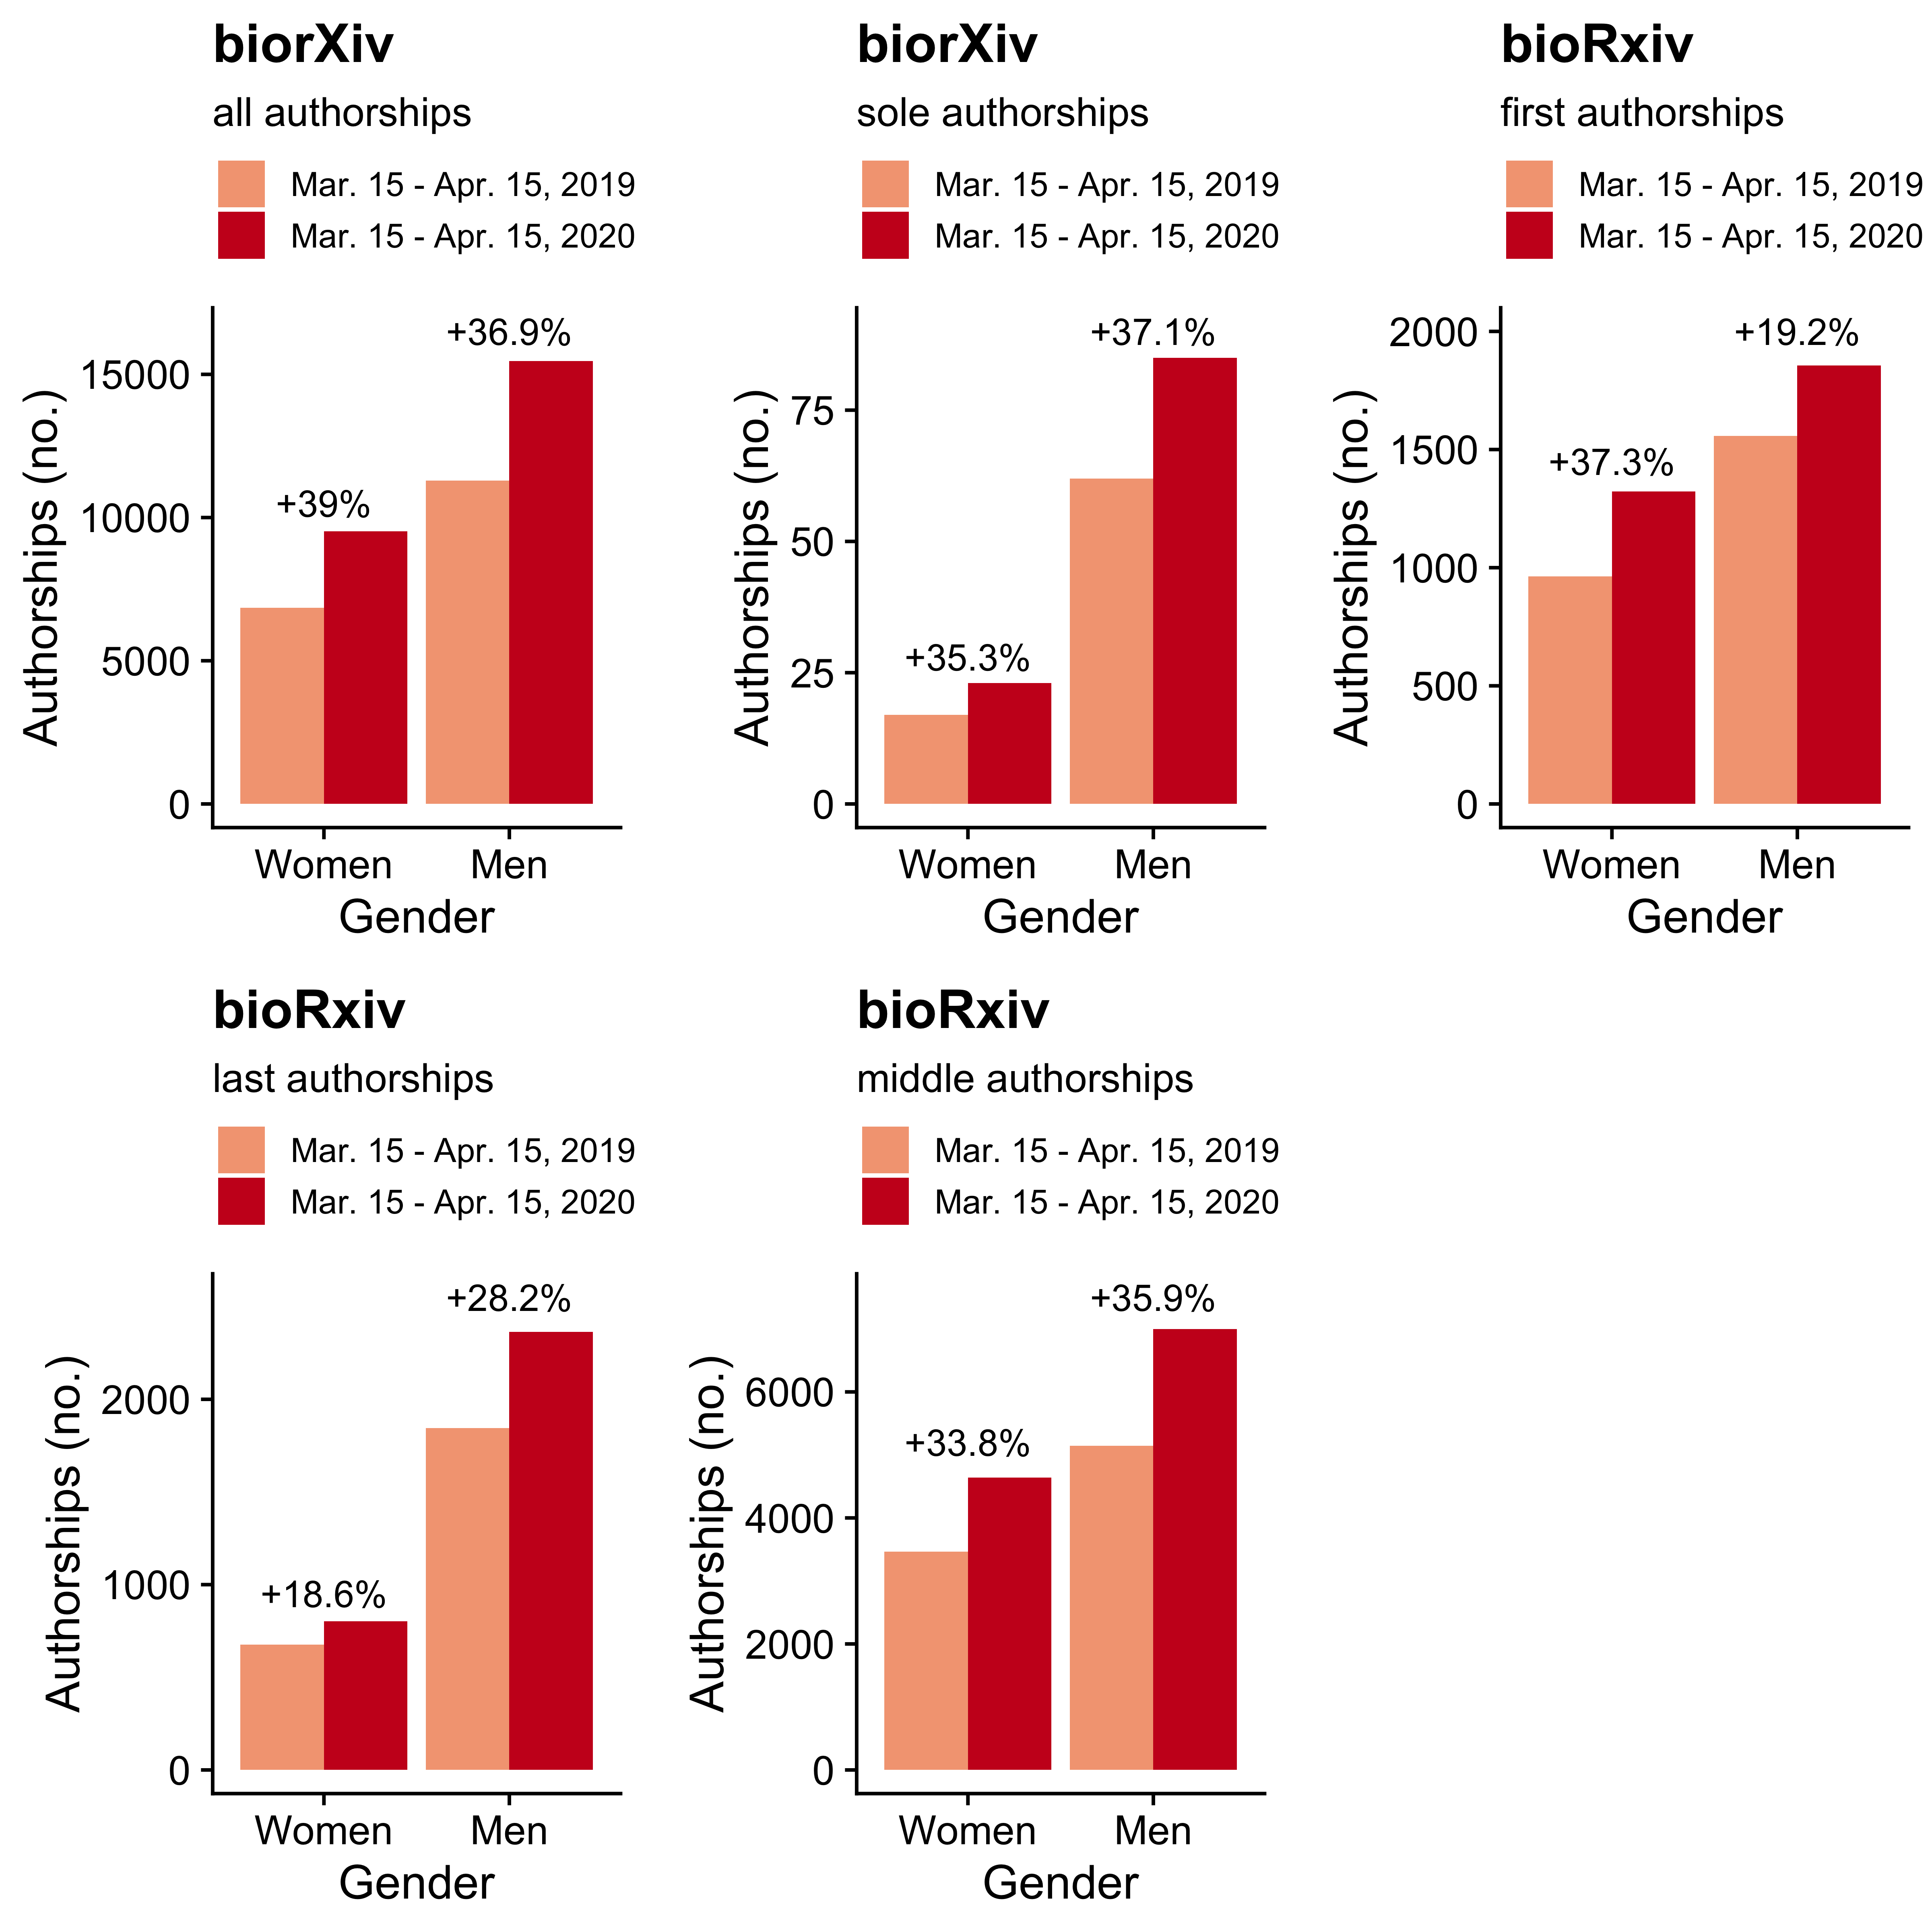 biorXiv
all authorships
Mar. 15 - Apr. 15, 2019
Mar. 15 - Apr. 15, 2020
+36.9%
+39%
15000
10000
5000
0
Authorships (no.)
Women Men
Gender
biorXiv
sole authorships
Mar. 15 - Apr. 15, 2019
Mar. 15 - Apr. 15, 2020
+37.1%
+35.3%
75
50
25
0
Authorships (no.)
Women Men
Gender
bioRxiv
first authorships
Mar. 15 - Apr. 15, 2019
Mar. 15 - Apr. 15, 2020
+19.2%
+37.3%
2000
1500
1000
500
0
Authorships (no.)
Women Men
Gender
bioRxiv
last authorships
Mar. 15 - Apr. 15, 2019
Mar. 15 - Apr. 15, 2020
+28.2%
+18.6%
2000
1000
0
Authorships (no.)
Women Men
Gender
bioRxiv
middle authorships
Mar. 15 - Apr. 15, 2019
Mar. 15 - Apr. 15, 2020
+35.9%
+33.8%
6000
4000
2000
0
Authorships (no.)
Women Men
Gender